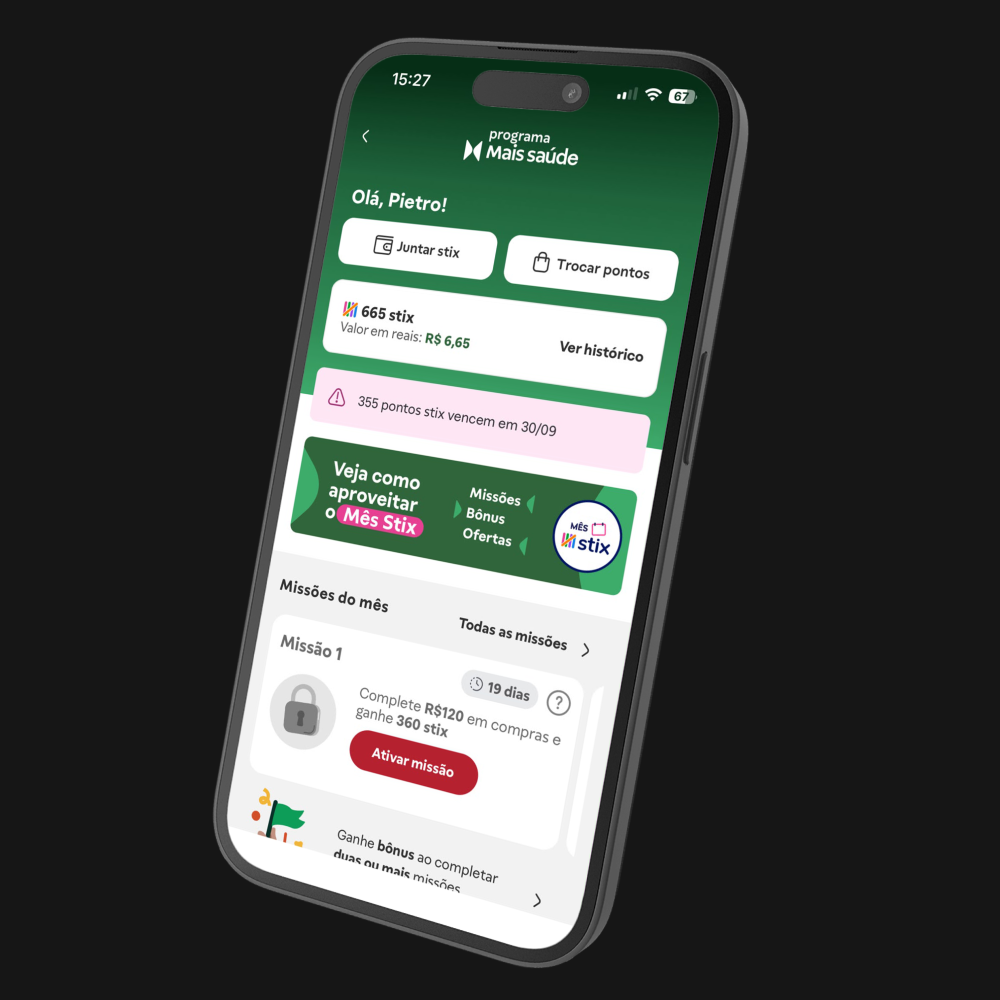 15:27
67
programa
Mais saúde
Olá, Pietro!
Juntar stix
Trocar pontos
665 stix
Valor em reais: R$ 6,65
Ver histórico
355 pontos stix vencem em 30/09
Veja como
aproveitar
o Mês Stix
Missões
Bônus
Ofertas
MÊS
stix
Missões do mês
Todas as missões
Missão 1
19 dias
?
Complete R$120 em compras e
ganhe 360 stix
Ativar missão
Ganhe bônus ao completar
duas ou mais missões